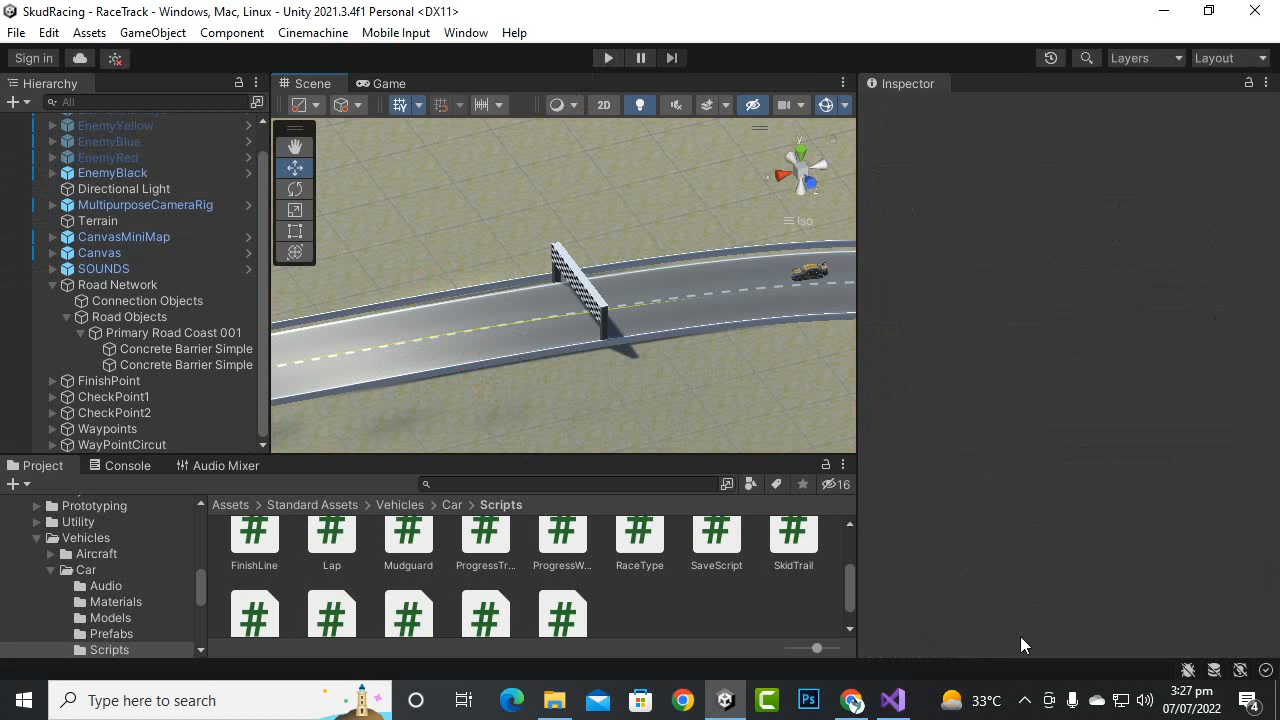 SkudRacing - RaceTrack - Windows, Mac, Linux - Unity 2021.3.4f1 Personal <DX11>
File Edit Assets GameObject Component Cinemachine Mobile Input Window Help
Sign in Layers Layout
Hierarchy Scene Game Inspector
All 2D
EnemyYellow
EnemyBlue
EnemyRed
EnemyBlack
Directional Light
MultipurposeCameraRig
Terrain
CanvasMiniMap
Canvas
SOUNDS
Road Network
Connection Objects
Road Objects
Primary Road Coast 001
Concrete Barrier Simple
Concrete Barrier Simple
FinishPoint
CheckPoint1
CheckPoint2
Waypoints
WayPointCircut
y
x
z
Iso
Project Console Audio Mixer
16
Prototyping
Utility
Vehicles
Aircraft
Car
Audio
Materials
Models
Prefabs
Scripts
Assets > Standard Assets > Vehicles > Car > Scripts
FinishLine Lap Mudguard ProgressTr... ProgressW... RaceType SaveScript SkidTrail
Type here to search
33°C
3:27 pm
07/07/2022
4